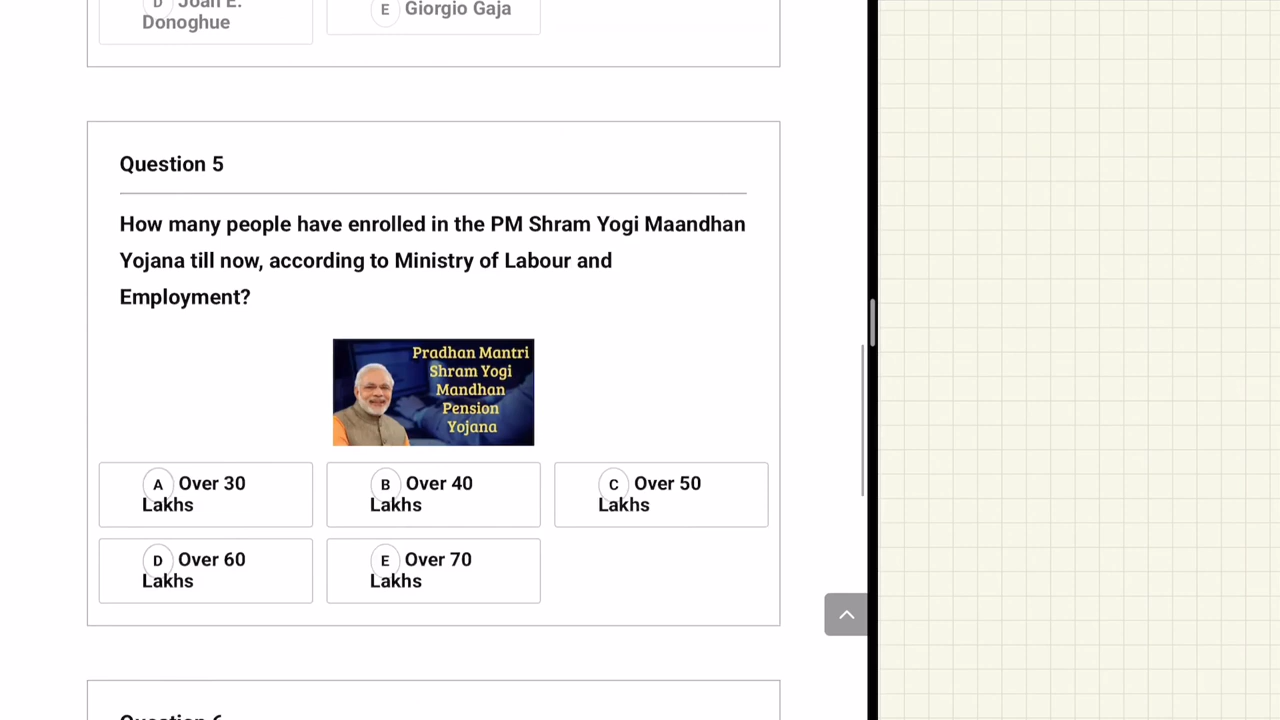 D Joan E.
Donoghue
E Giorgio Gaja
Question 5
How many people have enrolled in the PM Shram Yogi Maandhan
Yojana till now, according to Ministry of Labour and
Employment?
Pradhan Mantri
Shram Yogi
Mandhan
Pension
Yojana
A Over 30
Lakhs
B Over 40
Lakhs
C Over 50
Lakhs
D Over 60
Lakhs
E Over 70
Lakhs
Question 6